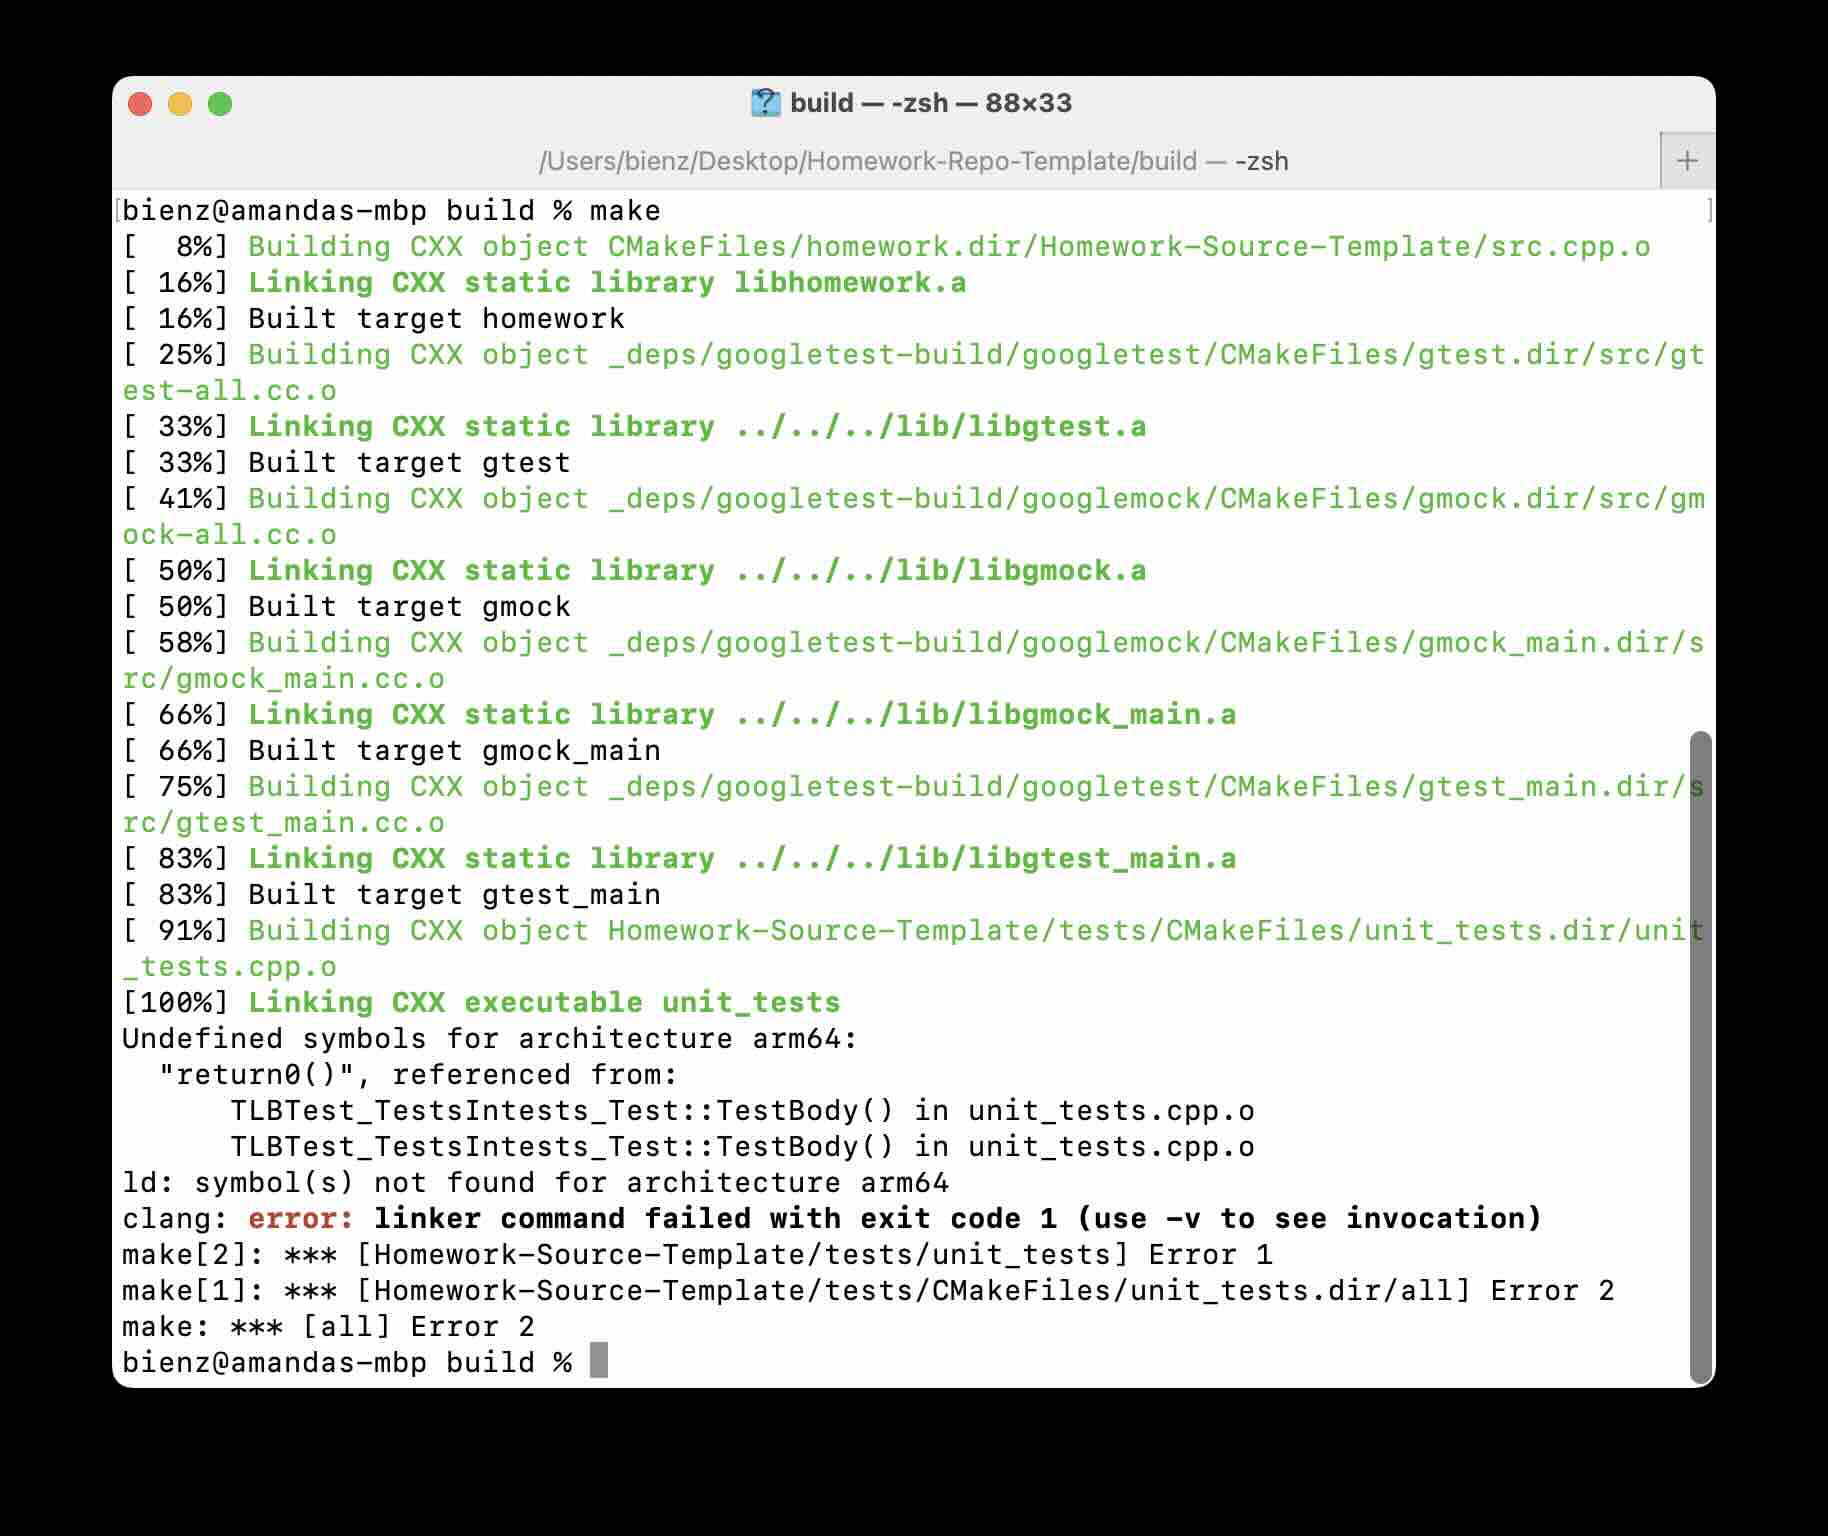 build — -zsh — 88×33
/Users/bienz/Desktop/Homework-Repo-Template/build — -zsh
+
[bienz@amandas-mbp build % make ]
[  8%] Building CXX object CMakeFiles/homework.dir/Homework-Source-Template/src.cpp.o
[ 16%] Linking CXX static library libhomework.a
[ 16%] Built target homework
[ 25%] Building CXX object _deps/googletest-build/googletest/CMakeFiles/gtest.dir/src/gt
est-all.cc.o
[ 33%] Linking CXX static library ../../../lib/libgtest.a
[ 33%] Built target gtest
[ 41%] Building CXX object _deps/googletest-build/googlemock/CMakeFiles/gmock.dir/src/gm
ock-all.cc.o
[ 50%] Linking CXX static library ../../../lib/libgmock.a
[ 50%] Built target gmock
[ 58%] Building CXX object _deps/googletest-build/googlemock/CMakeFiles/gmock_main.dir/s
rc/gmock_main.cc.o
[ 66%] Linking CXX static library ../../../lib/libgmock_main.a
[ 66%] Built target gmock_main
[ 75%] Building CXX object _deps/googletest-build/googletest/CMakeFiles/gtest_main.dir/s
rc/gtest_main.cc.o
[ 83%] Linking CXX static library ../../../lib/libgtest_main.a
[ 83%] Built target gtest_main
[ 91%] Building CXX object Homework-Source-Template/tests/CMakeFiles/unit_tests.dir/unit
_tests.cpp.o
[100%] Linking CXX executable unit_tests
Undefined symbols for architecture arm64:
  "return0()", referenced from:
      TLBTest_TestsIntests_Test::TestBody() in unit_tests.cpp.o
      TLBTest_TestsIntests_Test::TestBody() in unit_tests.cpp.o
ld: symbol(s) not found for architecture arm64
clang: error: linker command failed with exit code 1 (use -v to see invocation)
make[2]: *** [Homework-Source-Template/tests/unit_tests] Error 1
make[1]: *** [Homework-Source-Template/tests/CMakeFiles/unit_tests.dir/all] Error 2
make: *** [all] Error 2
bienz@amandas-mbp build %